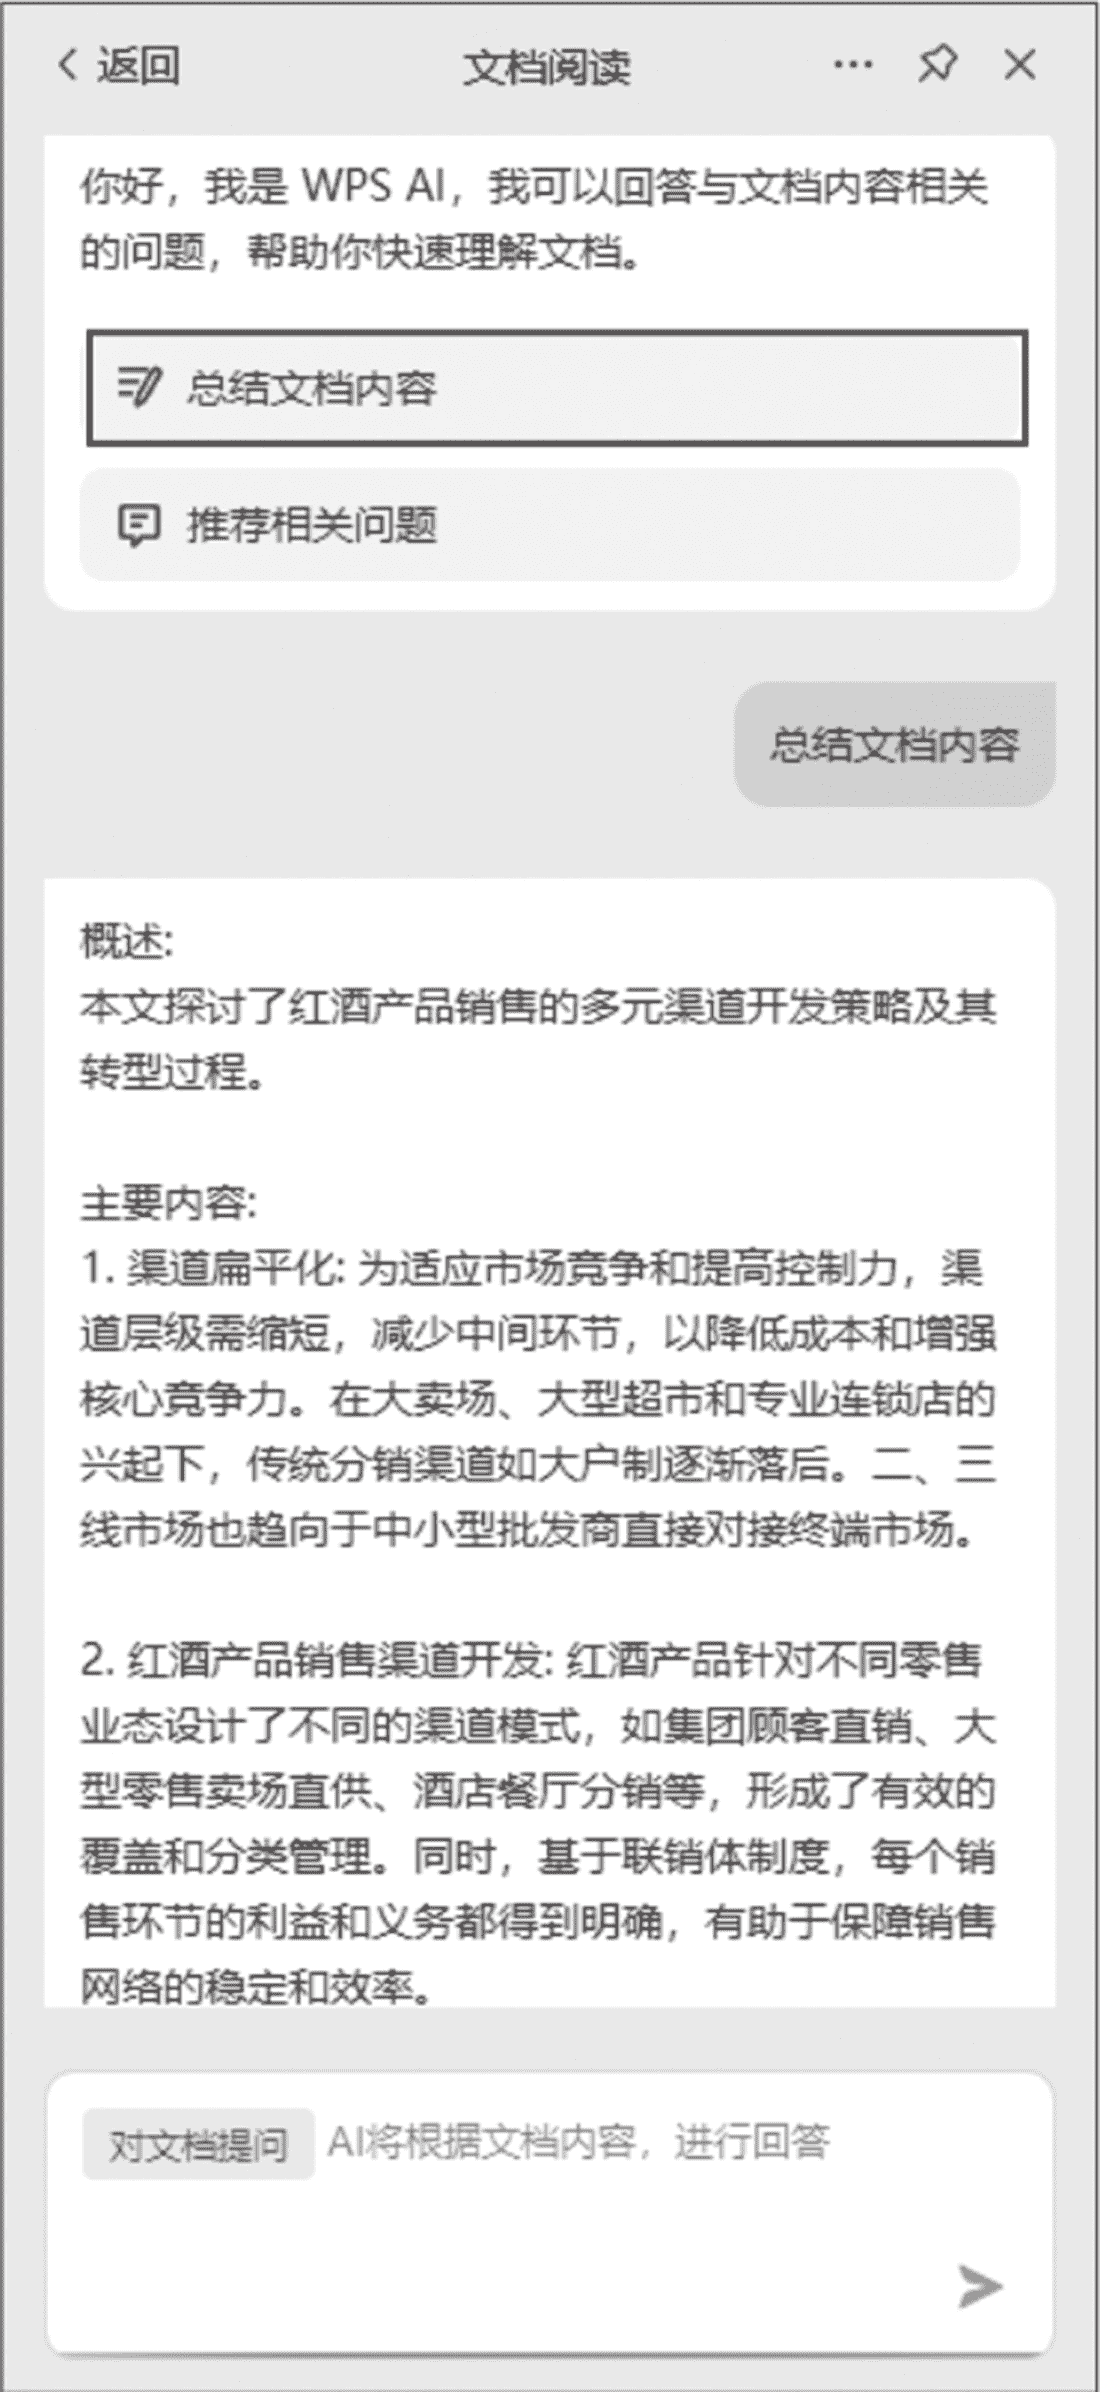 返回 文档阅读
你好，我是 WPS AI，我可以回答与文档内容相关
的问题，帮助你快速理解文档。
总结文档内容
推荐相关问题
总结文档内容
概述:
本文探讨了红酒产品销售的多元渠道开发策略及其
转型过程。
主要内容:
1. 渠道扁平化: 为适应市场竞争和提高控制力，渠
道层级需缩短，减少中间环节，以降低成本和增强
核心竞争力。在大卖场、大型超市和专业连锁店的
兴起下，传统分销渠道如大户制逐渐落后。二、三
线市场也趋向于中小型批发商直接对接终端市场。
2. 红酒产品销售渠道开发: 红酒产品针对不同零售
业态设计了不同的渠道模式，如集团顾客直销、大
型零售卖场直供、酒店餐厅分销等，形成了有效的
覆盖和分类管理。同时，基于联销体制度，每个销
售环节的利益和义务都得到明确，有助于保障销售
网络的稳定和效率。
对文档提问 AI将根据文档内容，进行回答